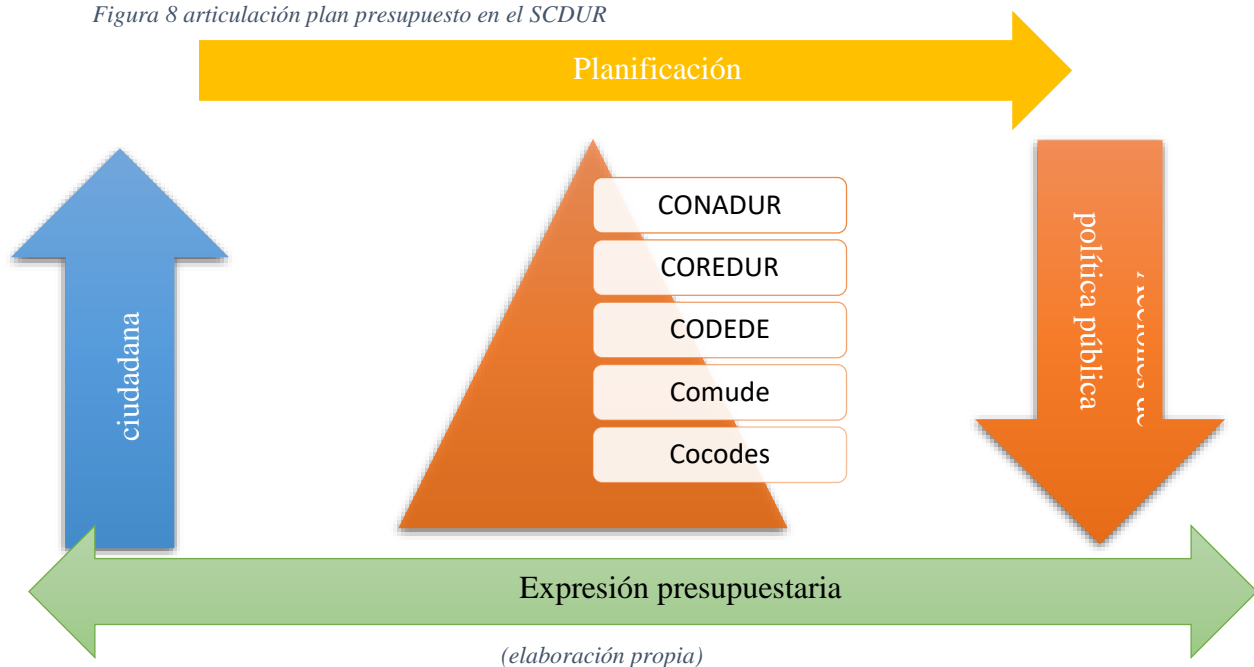 Figura 8 articulación plan presupuesto en el SCDUR
Planificación
ciudadana
CONADUR
COREDUR
CODEDE
Comude
Cocodes
política pública
Expresión presupuestaria
(elaboración propia)